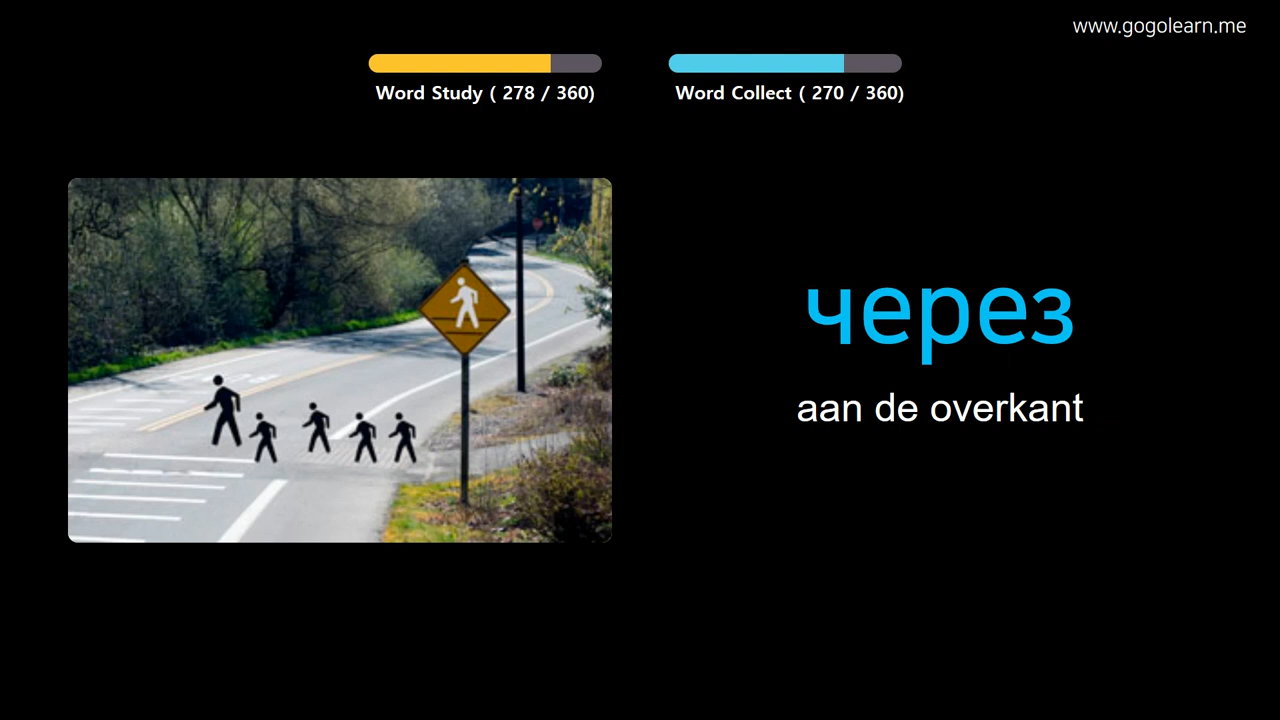 www.gogolearn.me
Word Study ( 278 / 360)
Word Collect ( 270 / 360)
через
aan de overkant